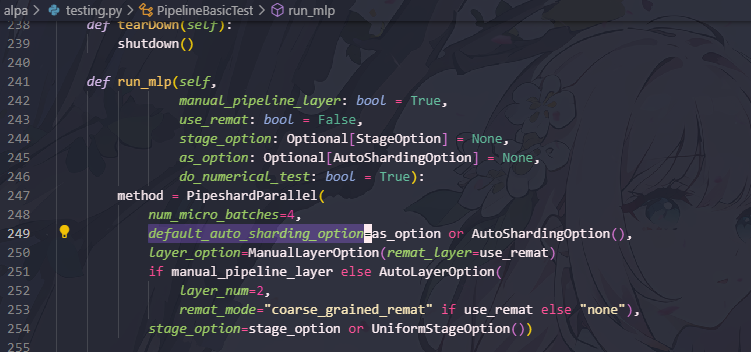 alpa > testing.py > PipelineBasicTest > run_mlp
238     def tearDown(self):
239         shutdown()
240
241     def run_mlp(self,
242                 manual_pipeline_layer: bool = True,
243                 use_remat: bool = False,
244                 stage_option: Optional[StageOption] = None,
245                 as_option: Optional[AutoShardingOption] = None,
246                 do_numerical_test: bool = True):
247         method = PipeshardParallel(
248             num_micro_batches=4,
249             default_auto_sharding_option=as_option or AutoShardingOption(),
250             layer_option=ManualLayerOption(remat_layer=use_remat)
251             if manual_pipeline_layer else AutoLayerOption(
252                 layer_num=2,
253                 remat_mode="coarse_grained_remat" if use_remat else "none"),
254             stage_option=stage_option or UniformStageOption())